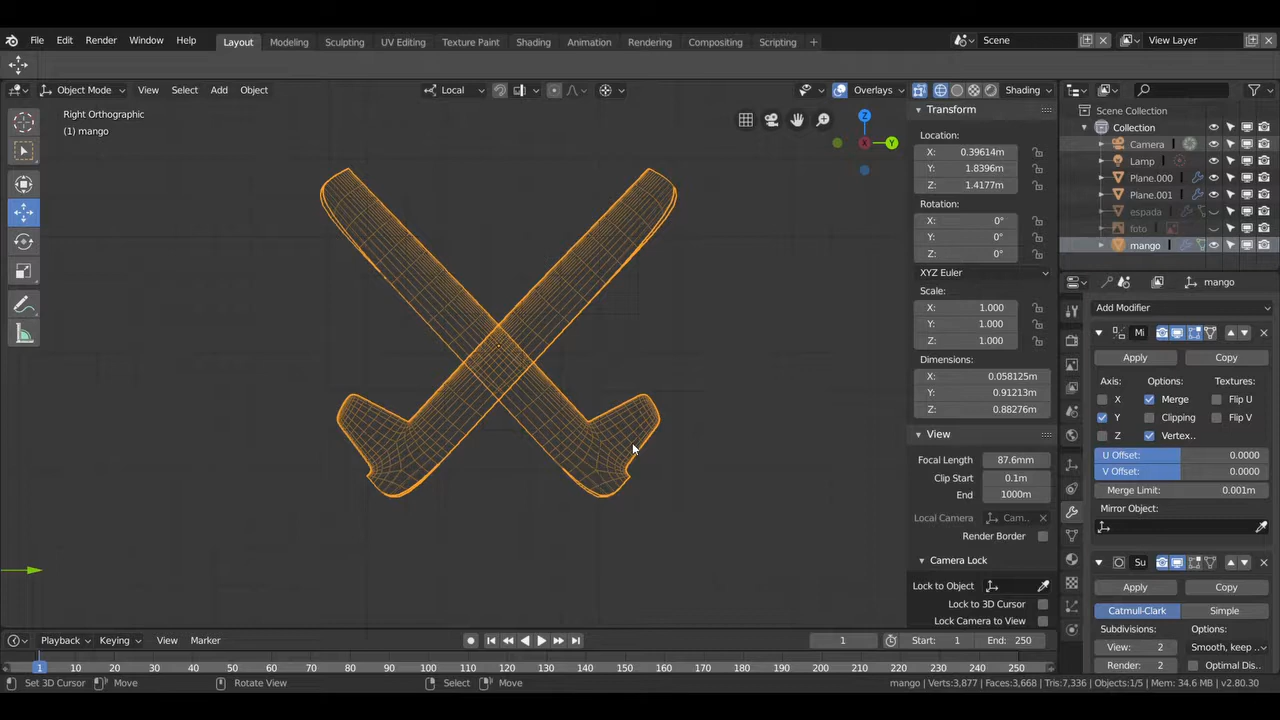 File Edit Render Window Help Layout Modeling Sculpting UV Editing Texture Paint Shading Animation Rendering Compositing Scripting + Scene View Layer
Object Mode View Select Add Object Local Overlays Shading
Right Orthographic
(1) mango
Z
X
Y
Transform
Location:
X: 0.39614m
Y: 1.8396m
Z: 1.4177m
Rotation:
X: 0°
Y: 0°
Z: 0°
XYZ Euler
Scale:
X: 1.000
Y: 1.000
Z: 1.000
Dimensions:
X: 0.058125m
Y: 0.91213m
Z: 0.88276m
View
Focal Length 87.6mm
Clip Start 0.1m
End 1000m
Local Camera Cam...
Render Border
Camera Lock
Lock to Object
Lock to 3D Cursor
Lock Camera to View
Scene Collection
Collection
Camera
Lamp
Plane.000
Plane.001
espada
foto
mango
mango
Add Modifier
Mi
Apply Copy
Axis: Options: Textures:
X Merge Flip U
Y Clipping Flip V
Z Vertex..
U Offset: 0.0000
V Offset: 0.0000
Merge Limit: 0.001m
Mirror Object:
Su
Apply Copy
Catmull-Clark Simple
Subdivisions: Options:
View: 2 Smooth, keep ..
Render: 2 Optimal Dis..
Playback Keying View Marker 1 Start: 1 End: 250
1 10 20 30 40 50 60 70 80 90 100 110 120 130 140 150 160 170 180 190 200 210 220 230 240 250
Set 3D Cursor Move Rotate View Select Move mango | Verts:3,877 | Faces:3,668 | Tris:7,336 | Objects:1/5 | Mem: 34.6 MB | v2.80.30